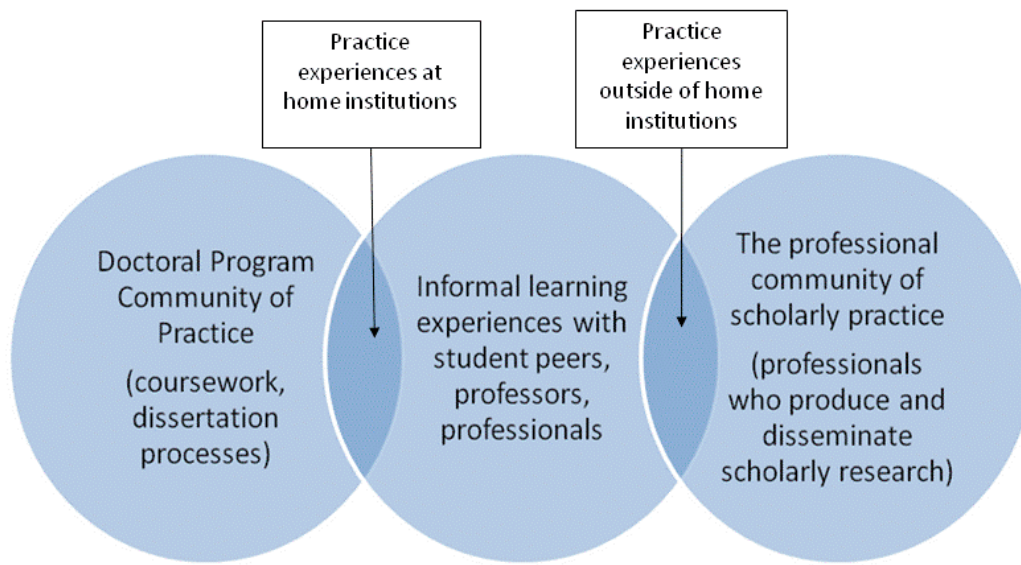 Practice
experiences at
home institutions
Practice
experiences
outside of home
institutions
Doctoral Program
Community of
Practice
(coursework,
dissertation
processes)
Informal learning
experiences with
student peers,
professors,
professionals
The professional
community of
scholarly practice
(professionals
who produce and
disseminate
scholarly research)